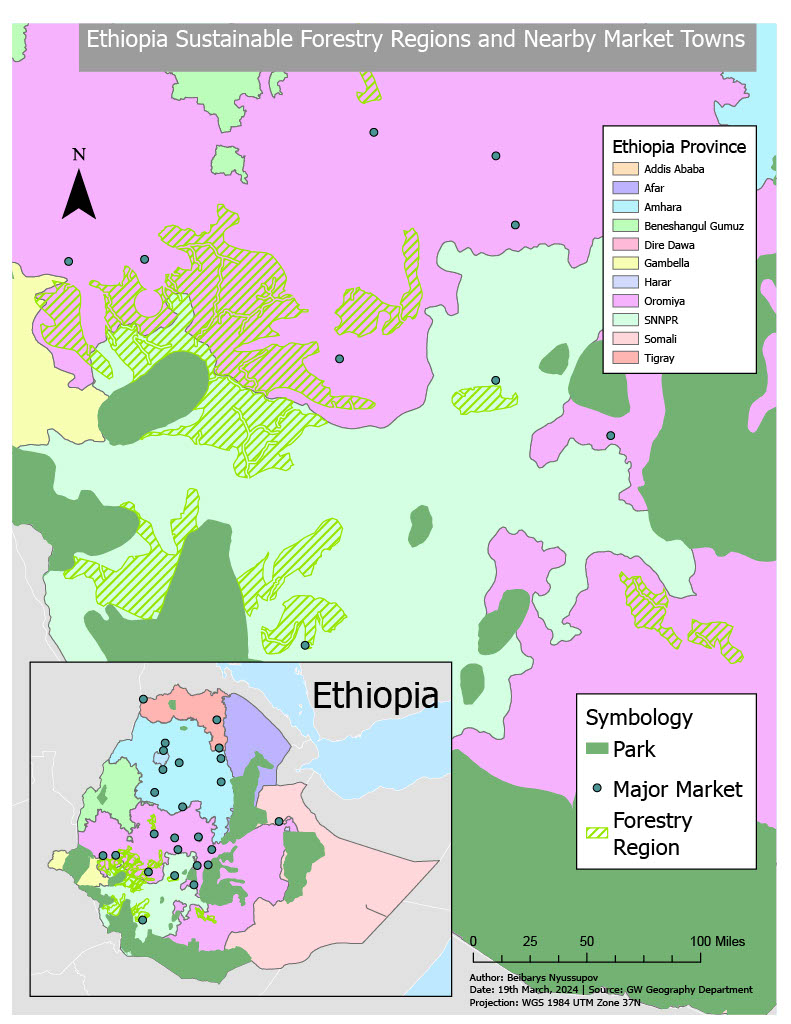 Ethiopia Sustainable Forestry Regions and Nearby Market Towns
N
Ethiopia Province
Addis Ababa
Afar
Amhara
Beneshangul Gumuz
Dire Dawa
Gambella
Harar
Oromiya
SNNPR
Somali
Tigray
Ethiopia
Symbology
Park
Major Market
Forestry
Region
0 25 50 100 Miles
Author: Beibarys Nyussupov
Date: 19th March, 2024 | Source: GW Geography Department
Projection: WGS 1984 UTM Zone 37N